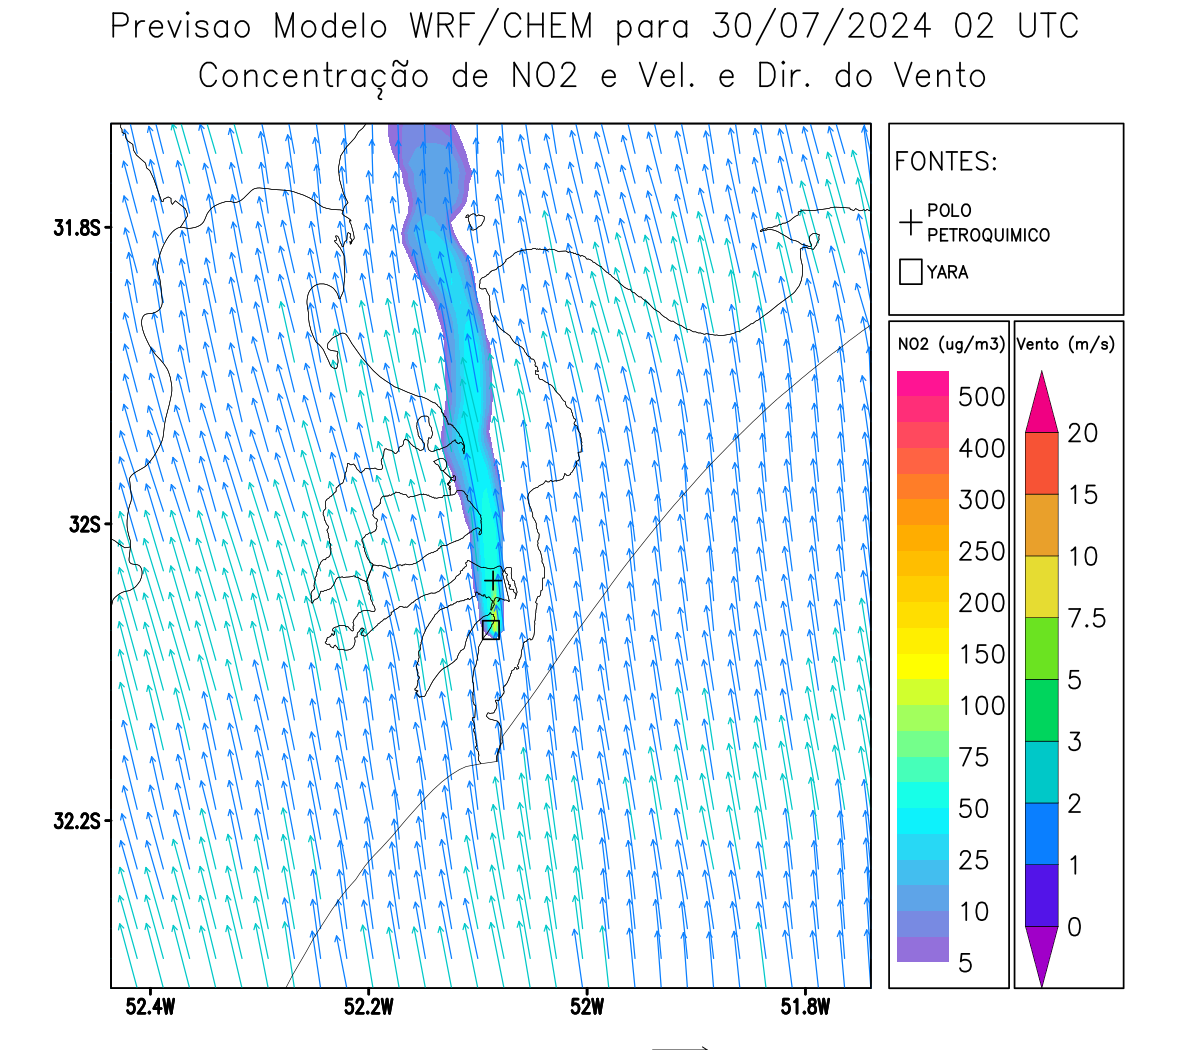 Previsao Modelo WRF/CHEM para 30/07/2024 02 UTC
Concentração de NO2 e Vel. e Dir. do Vento
FONTES:
POLO
PETROQUIMICO
YARA
NO2 (ug/m3)
500
400
300
250
200
150
100
75
50
25
10
5
Vento (m/s)
20
15
10
7.5
5
3
2
1
0
31.8S
32S
32.2S
52.4W
52.2W
52W
51.8W